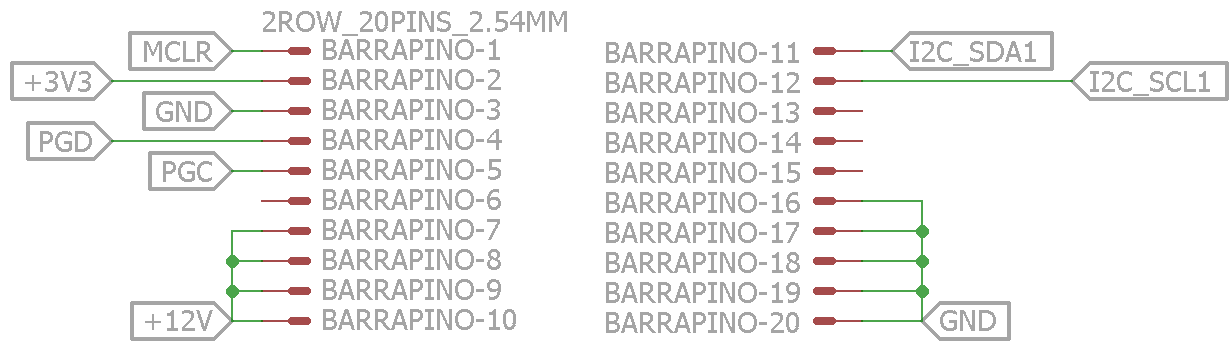 2ROW_20PINS_2.54MM
MCLR BARRAPINO-1
+3V3 BARRAPINO-2
GND BARRAPINO-3
PGD BARRAPINO-4
PGC BARRAPINO-5
BARRAPINO-6
BARRAPINO-7
BARRAPINO-8
BARRAPINO-9
+12V BARRAPINO-10
BARRAPINO-11 I2C_SDA1
BARRAPINO-12 I2C_SCL1
BARRAPINO-13
BARRAPINO-14
BARRAPINO-15
BARRAPINO-16
BARRAPINO-17
BARRAPINO-18
BARRAPINO-19
BARRAPINO-20 GND